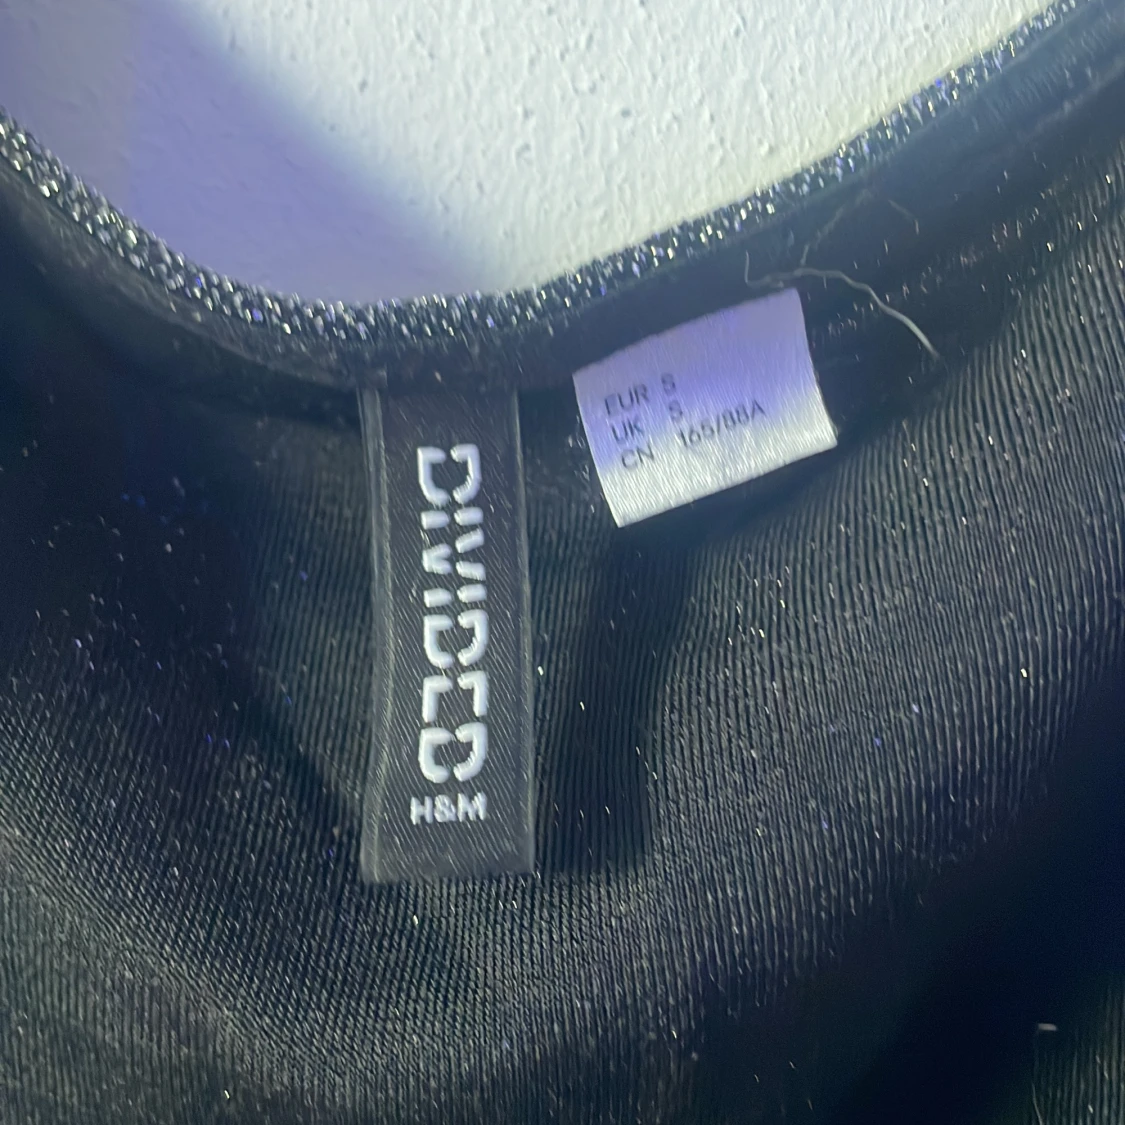 DIVIDED
H&M
EUR S
UK S
CN 165/88A